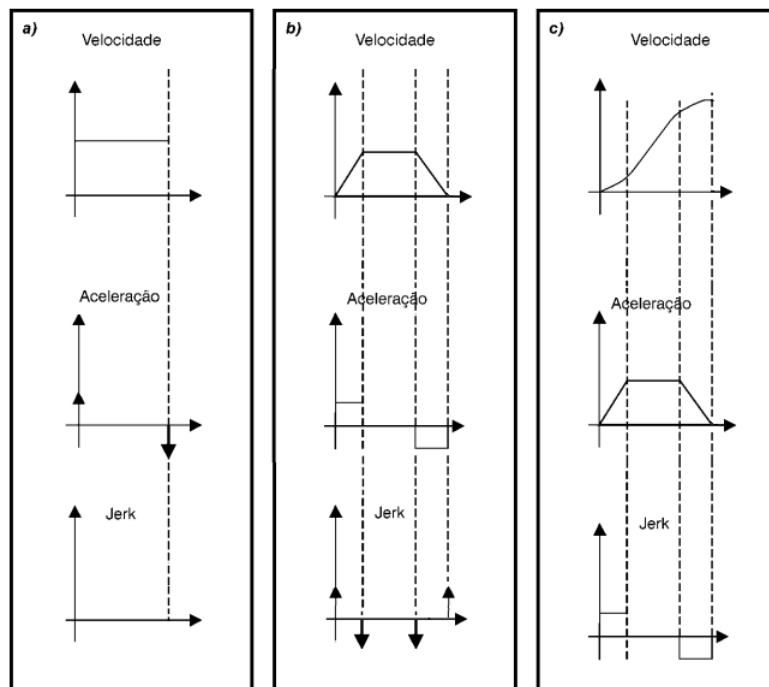 a)
Velocidade
Aceleração
Jerk
b)
Velocidade
Aceleração
Jerk
c)
Velocidade
Aceleração
Jerk